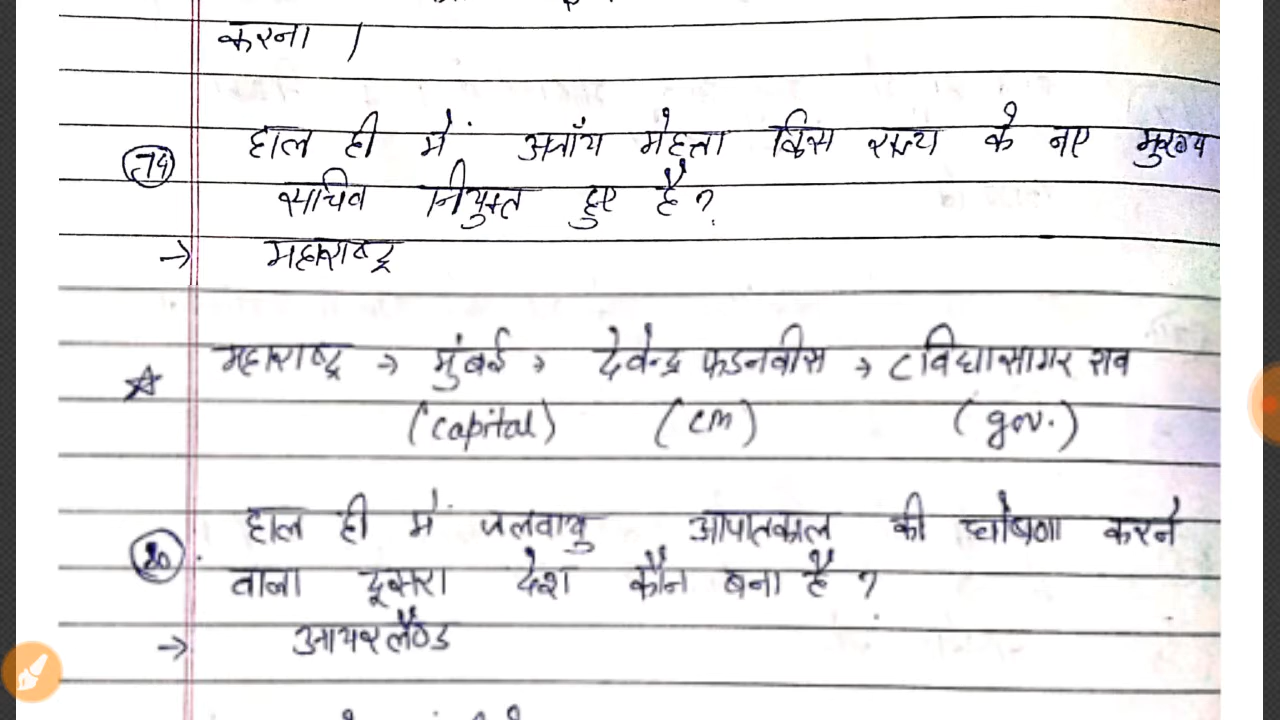 करना |
(79) हाल ही में अजॉय मेहता किस राज्य के नए मुख्य
सचिव नियुक्त हुए है ?
→ महाराष्ट्र
☆ महाराष्ट्र → मुंबई → देवेन्द्र फडनवीस → C विद्यासागर राव
(capital) (CM) (gov.)
(80) हाल ही में जलवायु आपातकाल की घोषणा करने
वाला दूसरा देश कौन बना है ?
→ आयरलैण्ड